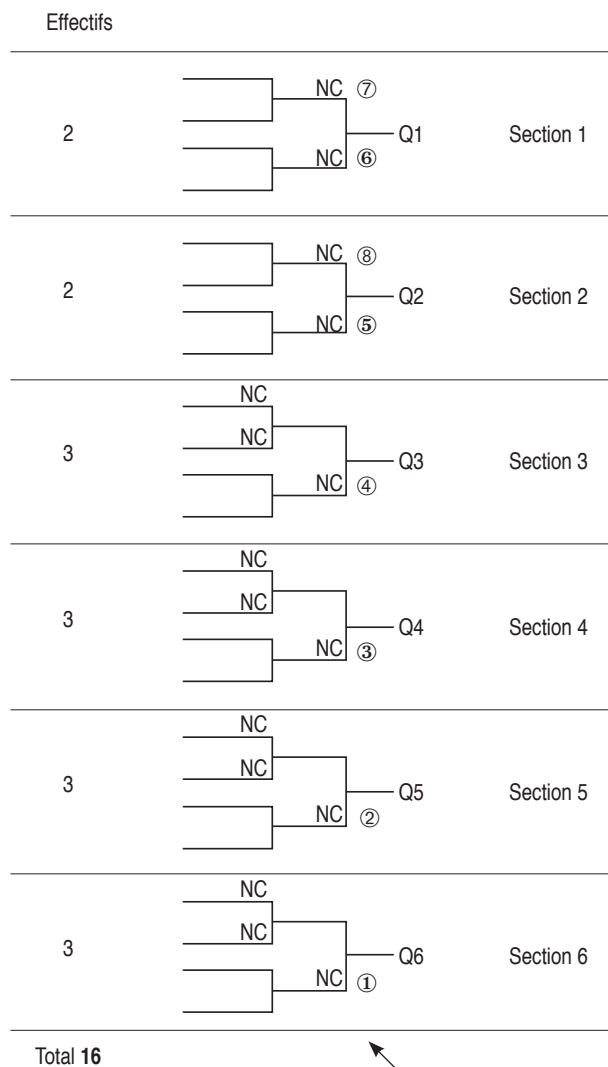 Effectifs
NC ⑦
2 Q1 Section 1
NC ⑥
NC ⑧
2 Q2 Section 2
NC ⑤
NC
NC
3 Q3 Section 3
NC ④
NC
NC
3 Q4 Section 4
NC ③
NC
NC
3 Q5 Section 5
NC ②
NC
NC
3 Q6 Section 6
NC ①
Total 16